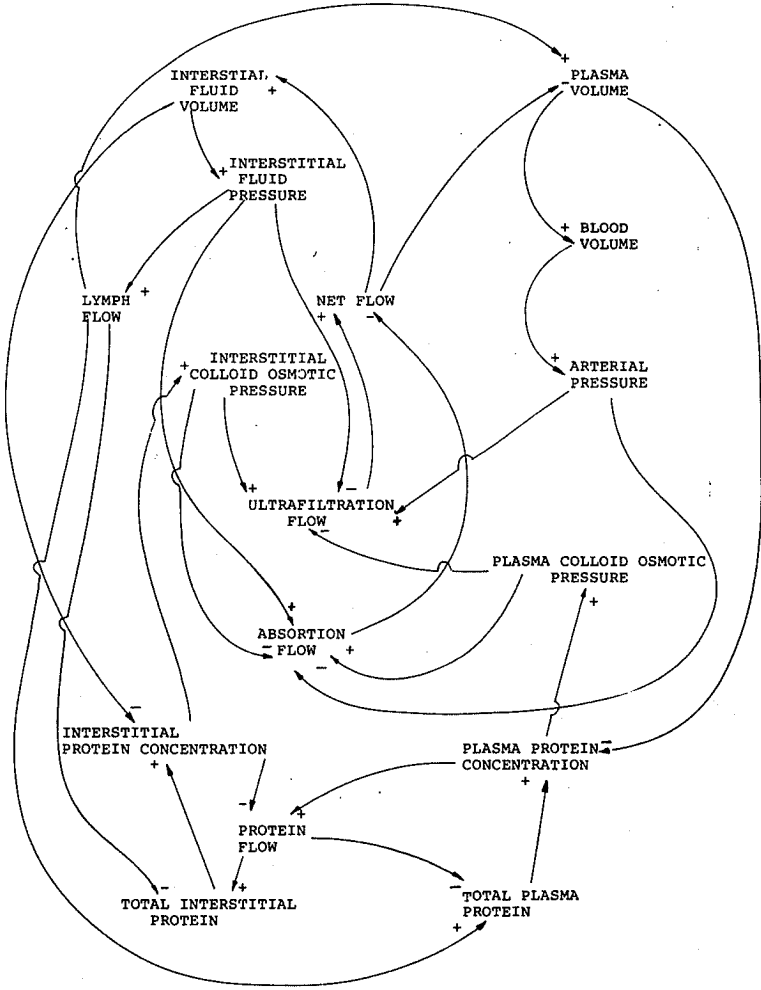 INTERSTIAL
FLUID
VOLUME
+
+
PLASMA
-
VOLUME
+
INTERSTITIAL
FLUID
PRESSURE
+
BLOOD
VOLUME
LYMPH +
FLOW
NET FLOW
+
-
+
INTERSTITIAL
COLLOID OSMOTIC
PRESSURE
+
ARTERIAL
PRESSURE
+
-
ULTRAFILTRATION
FLOW
-
+
PLASMA COLLOID OSMOTIC
PRESSURE
+
+
ABSORTION
- FLOW
+
-
-
INTERSTITIAL
PROTEIN CONCENTRATION
+
PLASMA PROTEIN -
CONCENTRATION
+
-
+
PROTEIN
FLOW
-
+
TOTAL INTERSTITIAL
PROTEIN
-
TOTAL PLASMA
PROTEIN
+